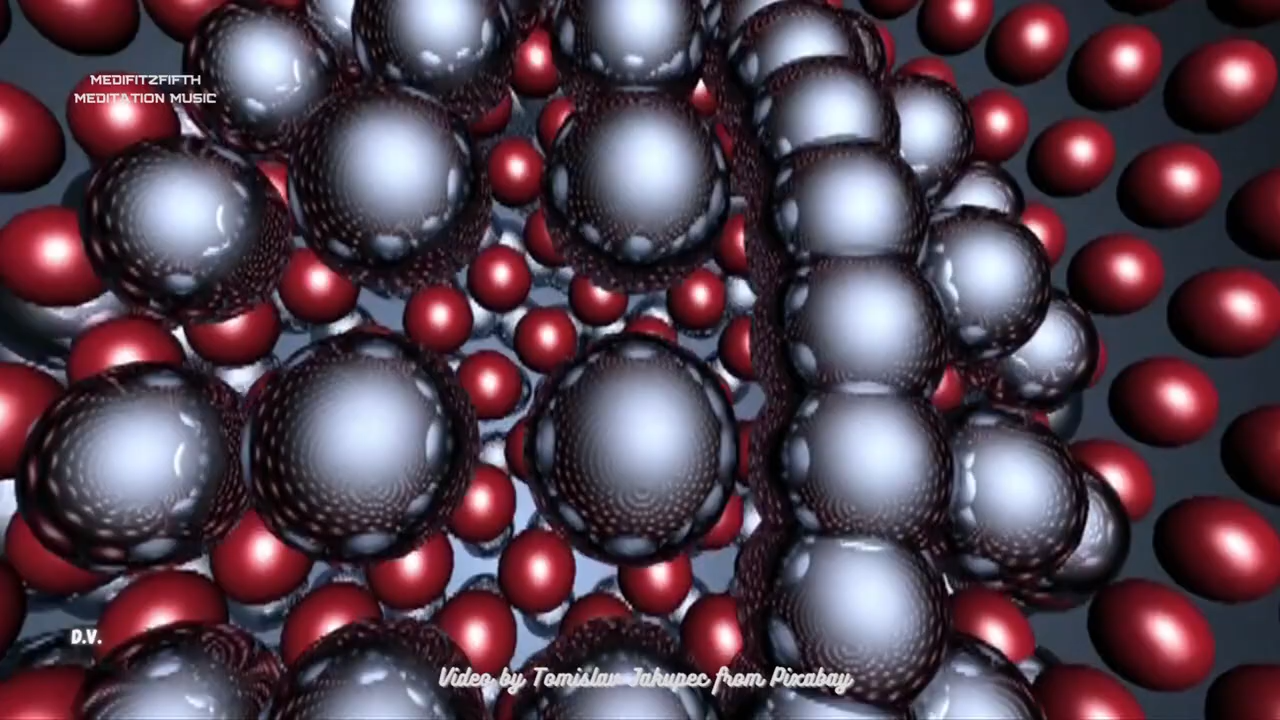 MEDIFITZFIFTH
MEDITATION MUSIC
D.V.
Video by Tomislav Jakupec from Pixabay